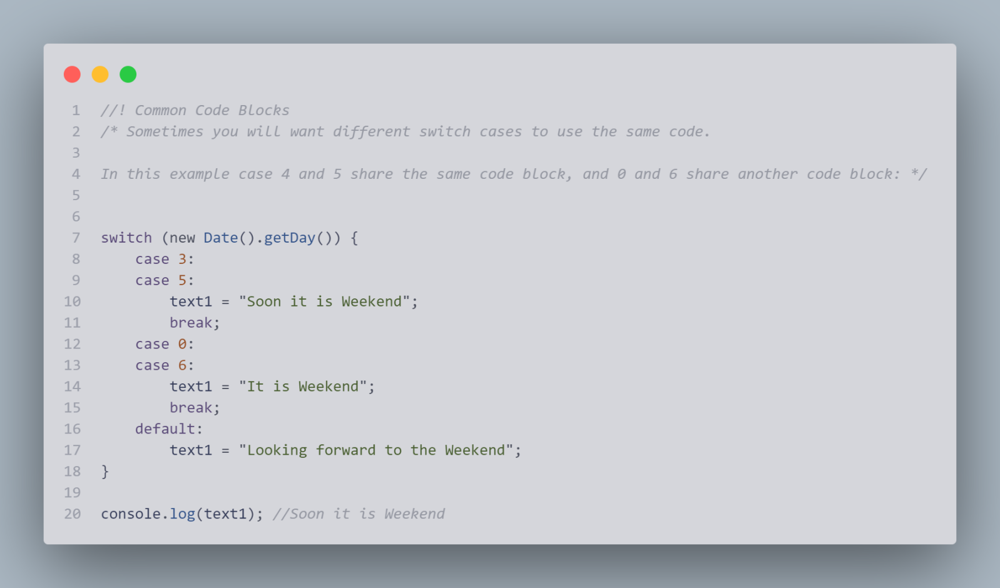 1 //! Common Code Blocks
2 /* Sometimes you will want different switch cases to use the same code.
3
4 In this example case 4 and 5 share the same code block, and 0 and 6 share another code block: */
5
6
7 switch (new Date().getDay()) {
8     case 3:
9     case 5:
10         text1 = "Soon it is Weekend";
11         break;
12     case 0:
13     case 6:
14         text1 = "It is Weekend";
15         break;
16     default:
17         text1 = "Looking forward to the Weekend";
18 }
19
20 console.log(text1); //Soon it is Weekend